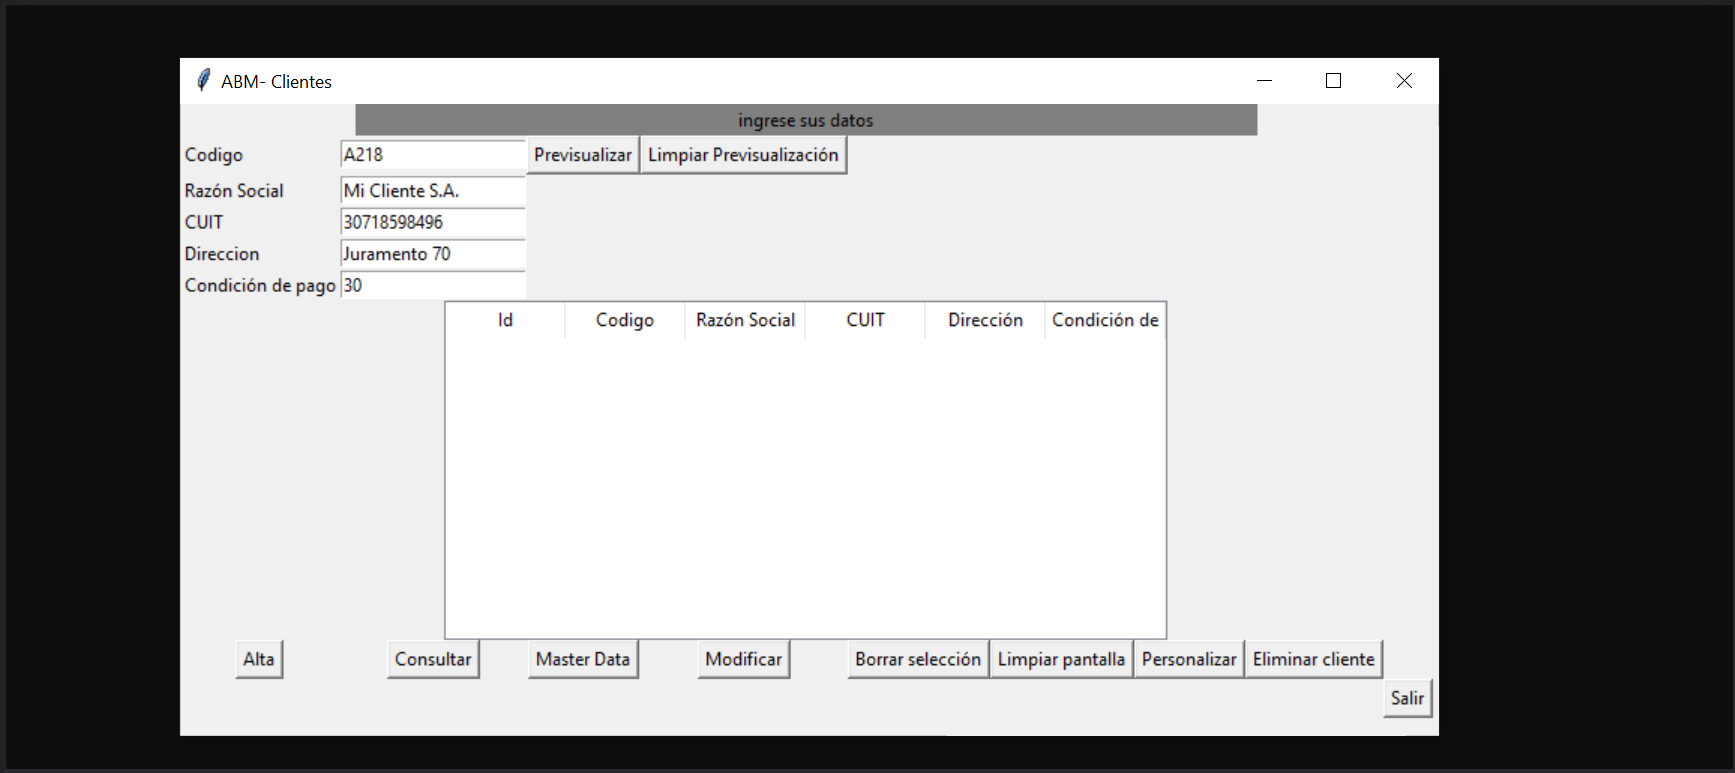 ABM- Clientes
ingrese sus datos
Codigo A218 Previsualizar Limpiar Previsualización
Razón Social Mi Cliente S.A.
CUIT 30718598496
Direccion Juramento 70
Condición de pago 30
Id Codigo Razón Social CUIT Dirección Condición de
Alta Consultar Master Data Modificar Borrar selección Limpiar pantalla Personalizar Eliminar cliente
Salir